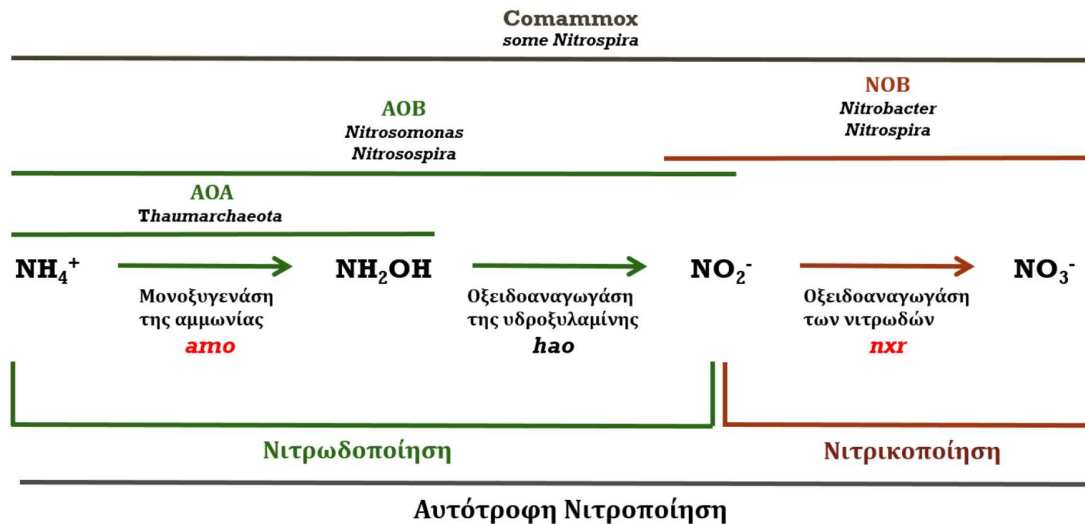 Comammox
some Nitrospira
NOB
Nitrobacter
Nitrospira
AOB
Nitrosomonas
Nitrosospira
AOA
Thaumarchaeota
NH₄⁺ NH₂OH NO₂⁻ NO₃⁻
Μονοξυγενάση
της αμμωνίας
amo
Οξειδοαναγωγάση
της υδροξυλαμίνης
hao
Οξειδοαναγωγάση
των νιτρωδών
nxr
Νιτρωδοποίηση
Νιτρικοποίηση
Αυτότροφη Νιτροποίηση